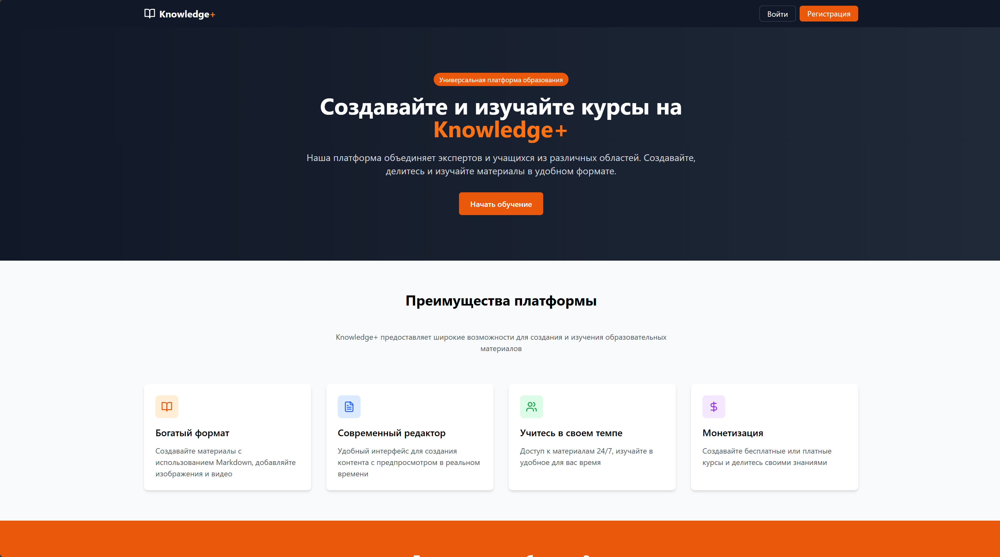 Knowledge+
Войти
Регистрация
Универсальная платформа образования
Создавайте и изучайте курсы на
Knowledge+
Наша платформа объединяет экспертов и учащихся из различных областей. Создавайте,
делитесь и изучайте материалы в удобном формате.
Начать обучение
Преимущества платформы
Knowledge+ предоставляет широкие возможности для создания и изучения образовательных
материалов
Богатый формат
Создавайте материалы с
использованием Markdown, добавляйте
изображения и видео
Современный редактор
Удобный интерфейс для создания
контента с предпросмотром в реальном
времени
Учитесь в своем темпе
Доступ к материалам 24/7, изучайте в
удобное для вас время
Монетизация
Создавайте бесплатные или платные
курсы и делитесь своими знаниями